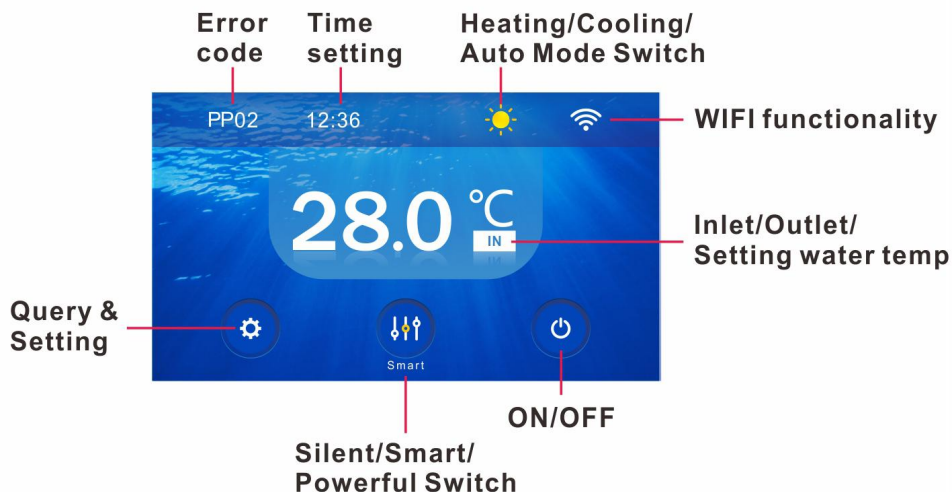 Error
code
Time
setting
Heating/Cooling/
Auto Mode Switch
PP02
12:36
WIFI functionality
28.0 °C
IN
Inlet/Outlet/
Setting water temp
Query &
Setting
Smart
ON/OFF
Silent/Smart/
Powerful Switch